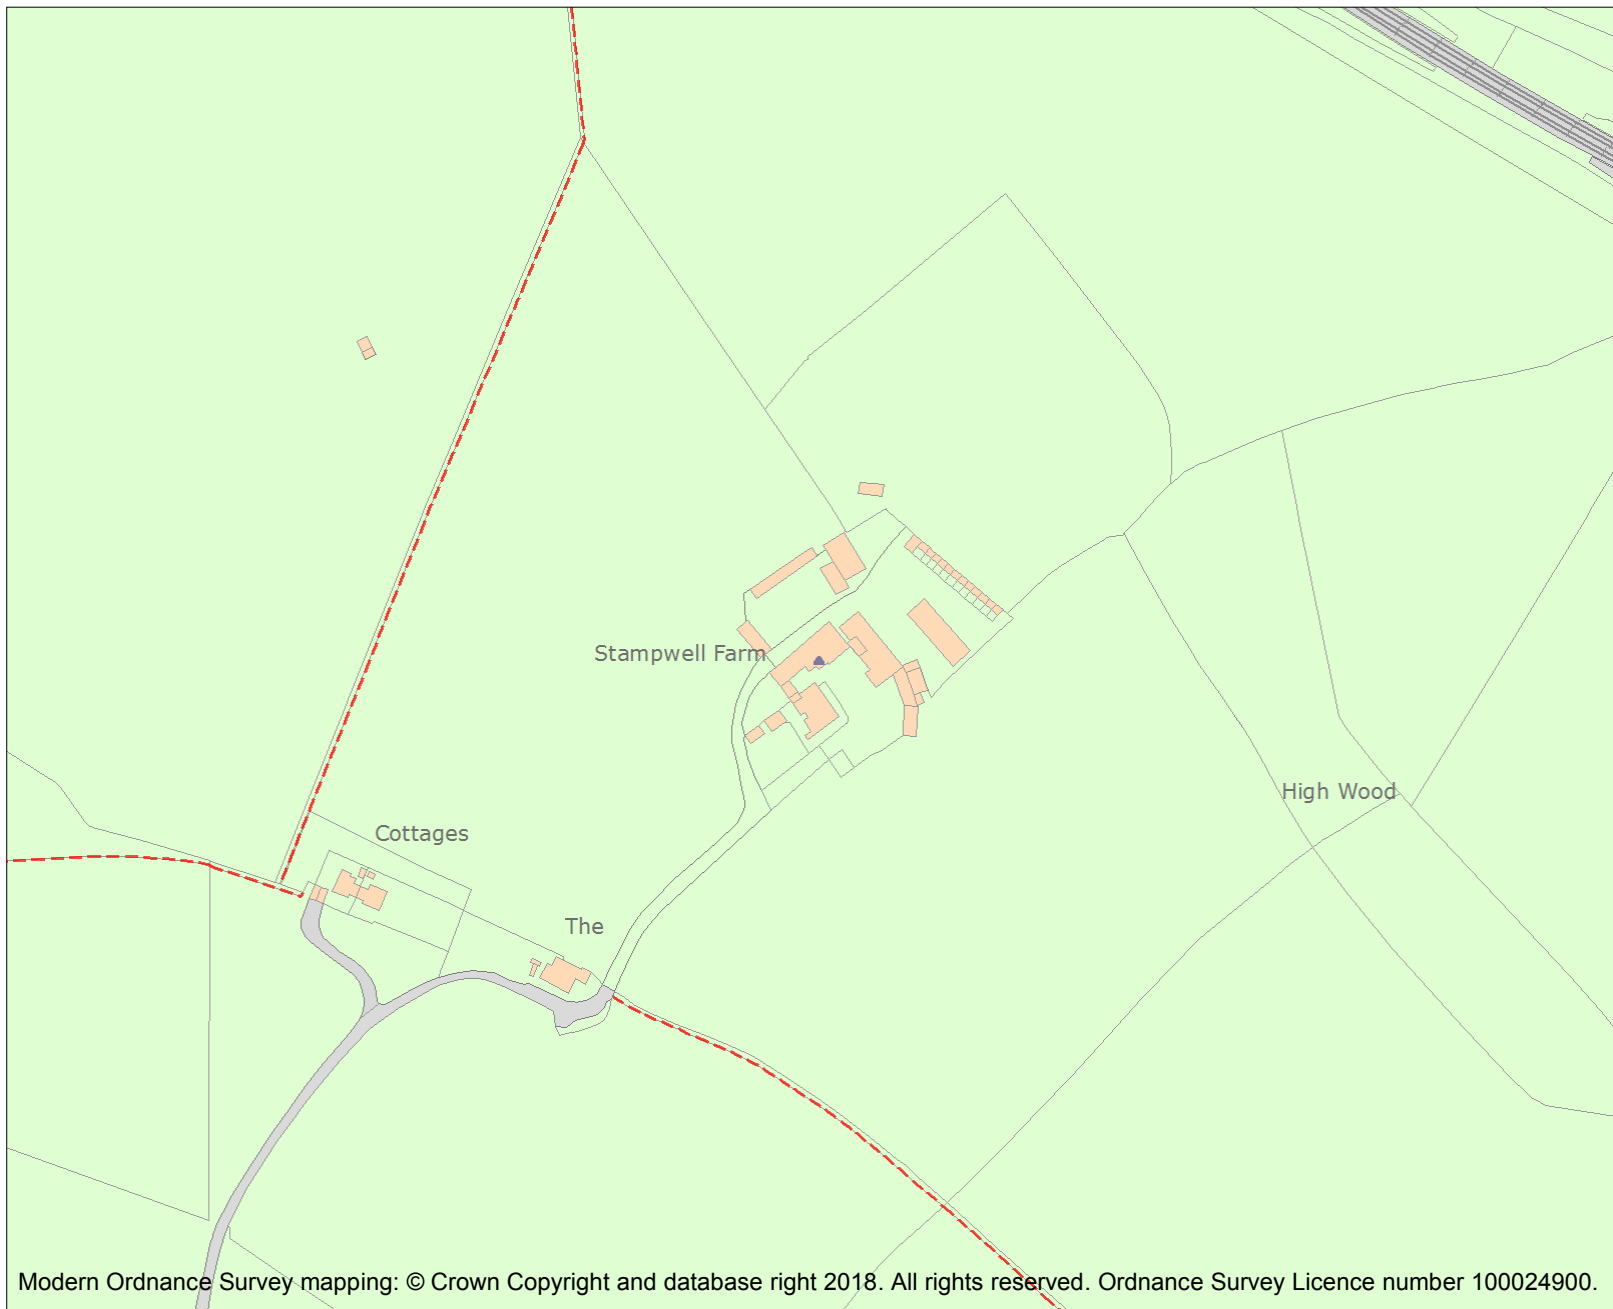 Stampwell Farm
High Wood
Cottages
The
Modern Ordnance Survey mapping: © Crown Copyright and database right 2018. All rights reserved. Ordnance Survey Licence number 100024900.